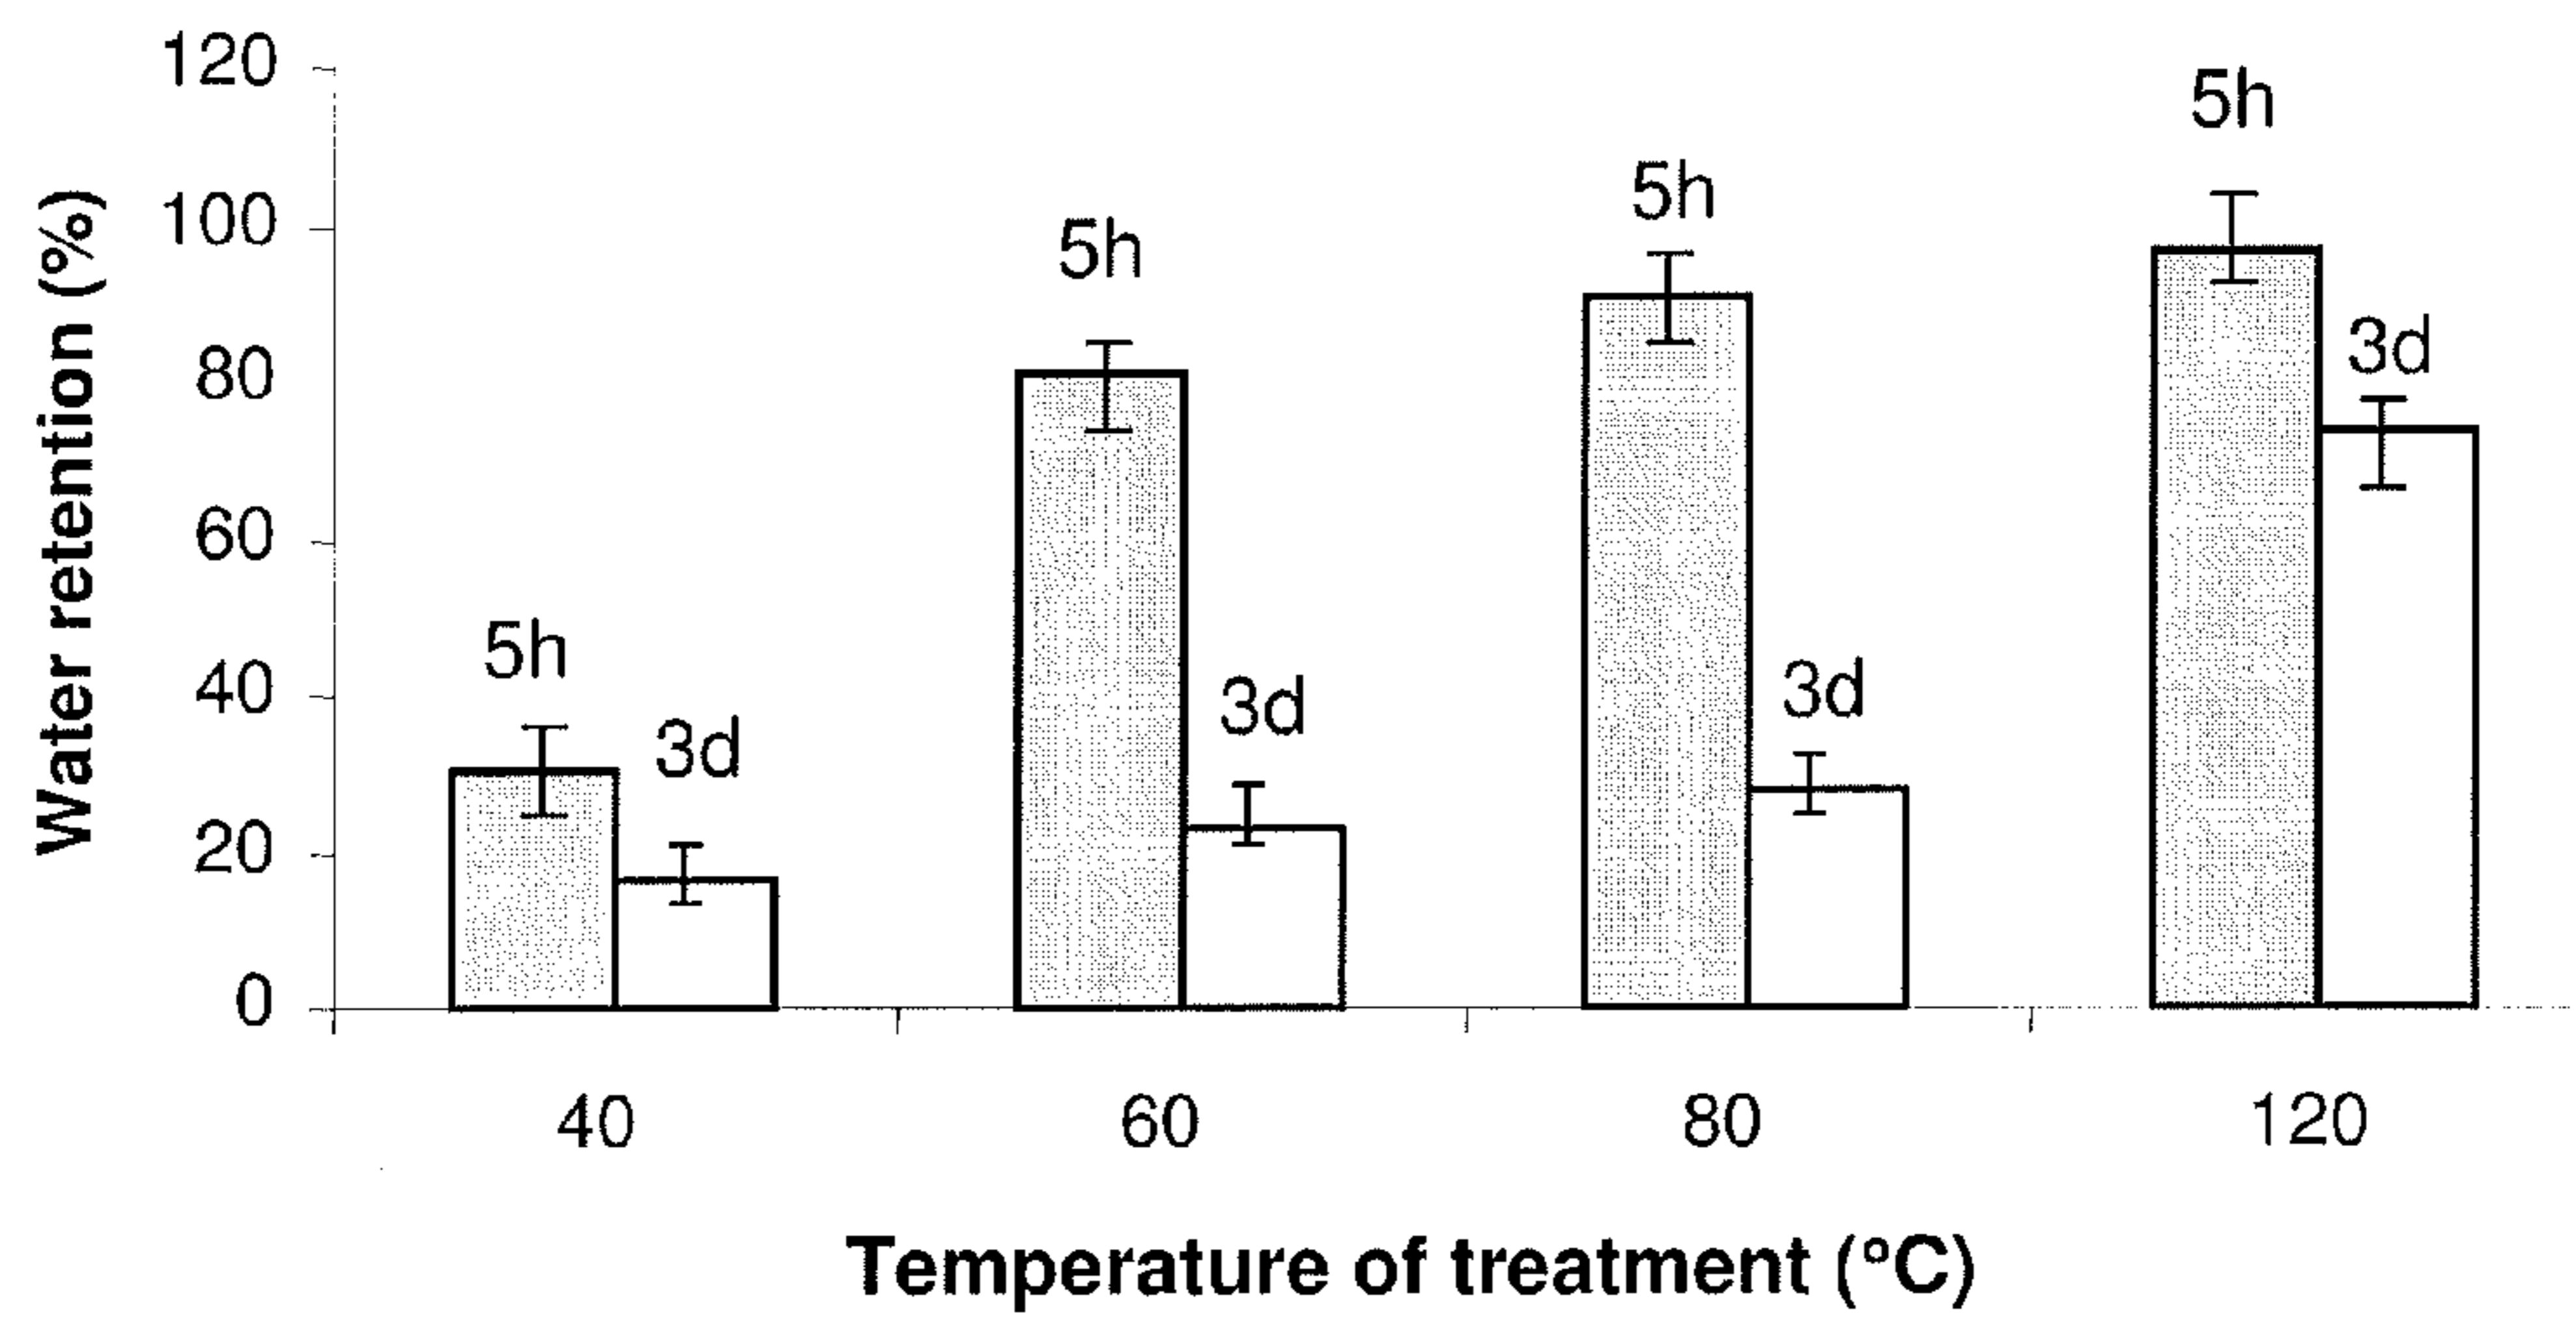 Water retention (%)
120
100
80
60
40
20
0
5h
3d
5h
3d
5h
3d
5h
3d
40
60
80
120
Temperature of treatment (°C)